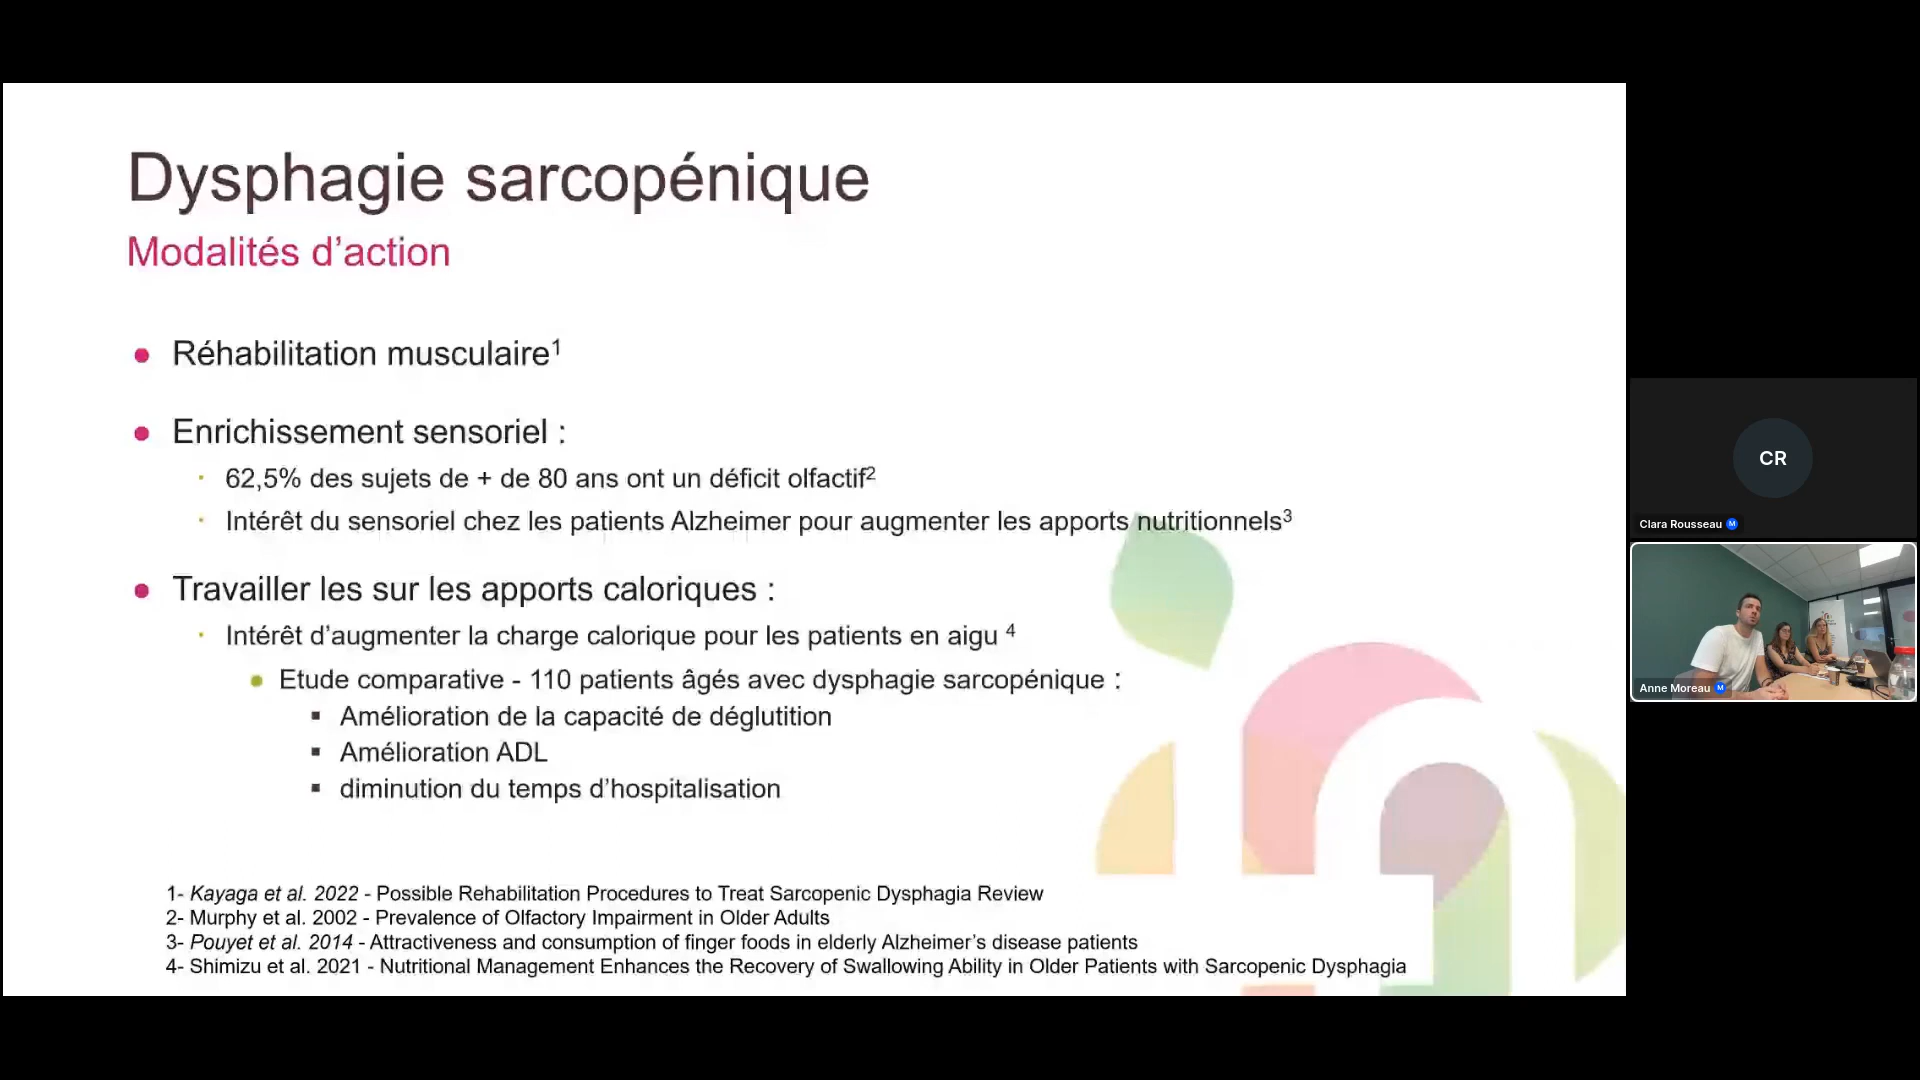 Dysphagie sarcopénique
Modalités d’action
● Réhabilitation musculaire¹
● Enrichissement sensoriel :
· 62,5% des sujets de + de 80 ans ont un déficit olfactif²
· Intérêt du sensoriel chez les patients Alzheimer pour augmenter les apports nutritionnels³
● Travailler les sur les apports caloriques :
· Intérêt d’augmenter la charge calorique pour les patients en aigu ⁴
● Etude comparative - 110 patients âgés avec dysphagie sarcopénique :
▪ Amélioration de la capacité de déglutition
▪ Amélioration ADL
▪ diminution du temps d’hospitalisation
1- Kayaga et al. 2022 - Possible Rehabilitation Procedures to Treat Sarcopenic Dysphagia Review
2- Murphy et al. 2002 - Prevalence of Olfactory Impairment in Older Adults
3- Pouyet et al. 2014 - Attractiveness and consumption of finger foods in elderly Alzheimer’s disease patients
4- Shimizu et al. 2021 - Nutritional Management Enhances the Recovery of Swallowing Ability in Older Patients with Sarcopenic Dysphagia
CR
Clara Rousseau M
Anne Moreau M